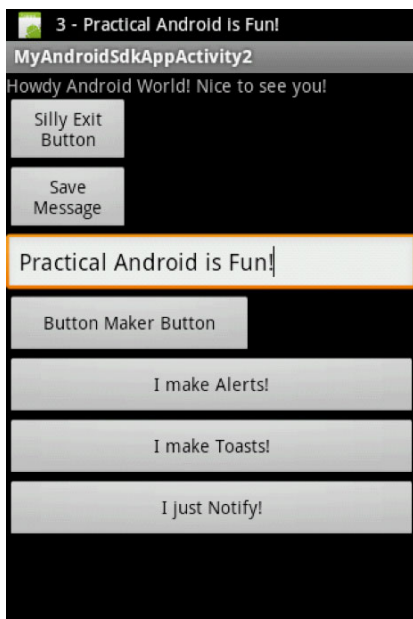 3 - Practical Android is Fun!
MyAndroidSdkAppActivity2
Howdy Android World! Nice to see you!
Silly Exit
Button
Save
Message
Practical Android is Fun!
Button Maker Button
I make Alerts!
I make Toasts!
I just Notify!